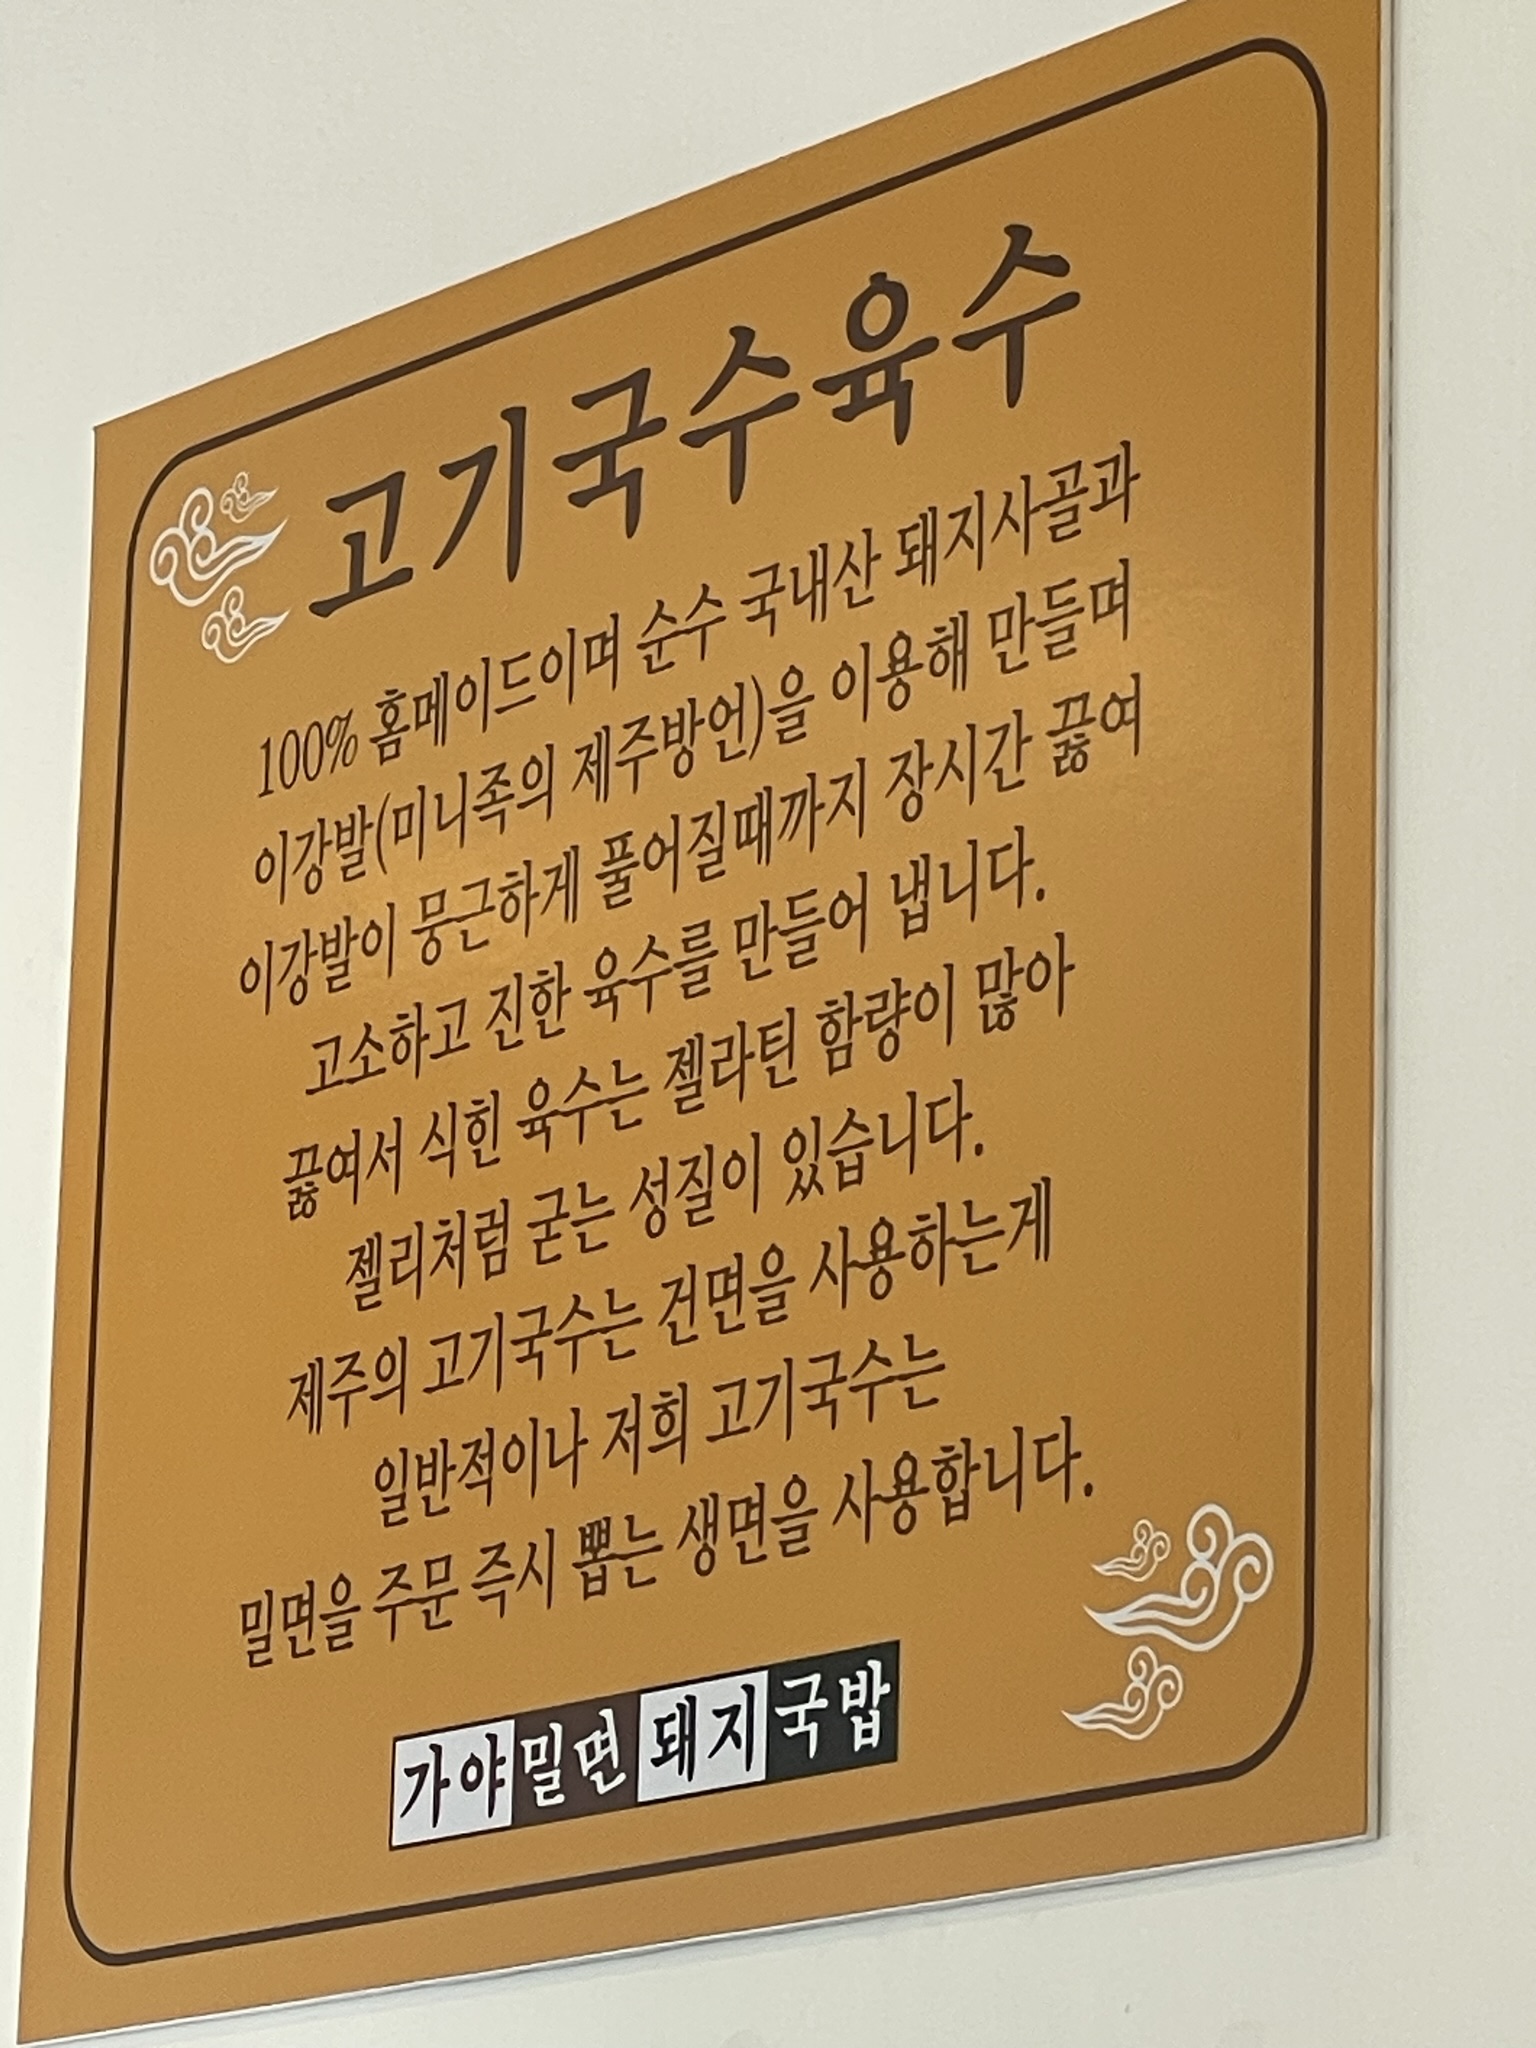 고기국수육수
100% 홈메이드이며 순수 국내산 돼지사골과
이강발(미니족의 제주방언)을 이용해 만들며
이강발이 뭉근하게 풀어질때까지 장시간 끓여
고소하고 진한 육수를 만들어 냅니다.
끓여서 식힌 육수는 젤라틴 함량이 많아
젤리처럼 굳는 성질이 있습니다.
제주의 고기국수는 건면을 사용하는게
일반적이나 저희 고기국수는
밀면을 주문 즉시 뽑는 생면을 사용합니다.
가야밀면돼지국밥